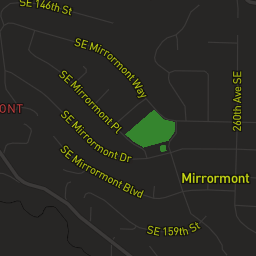 SE 146th St
SE Mirrormont Way
SE Mirrormont Pl
260th Ave SE
ONT
SE Mirrormont Dr
SE Mirrormont Blvd
Mirrormont
SE 159th St